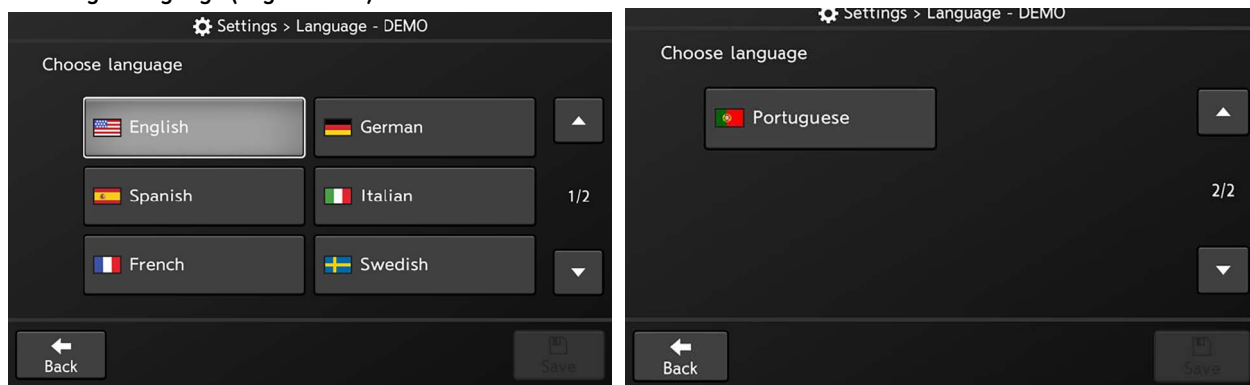 Settings > Language - DEMO
Choose language
English
German
Spanish
Italian
1/2
French
Swedish
Back
Save
Settings > Language - DEMO
Choose language
Portuguese
2/2
Back
Save